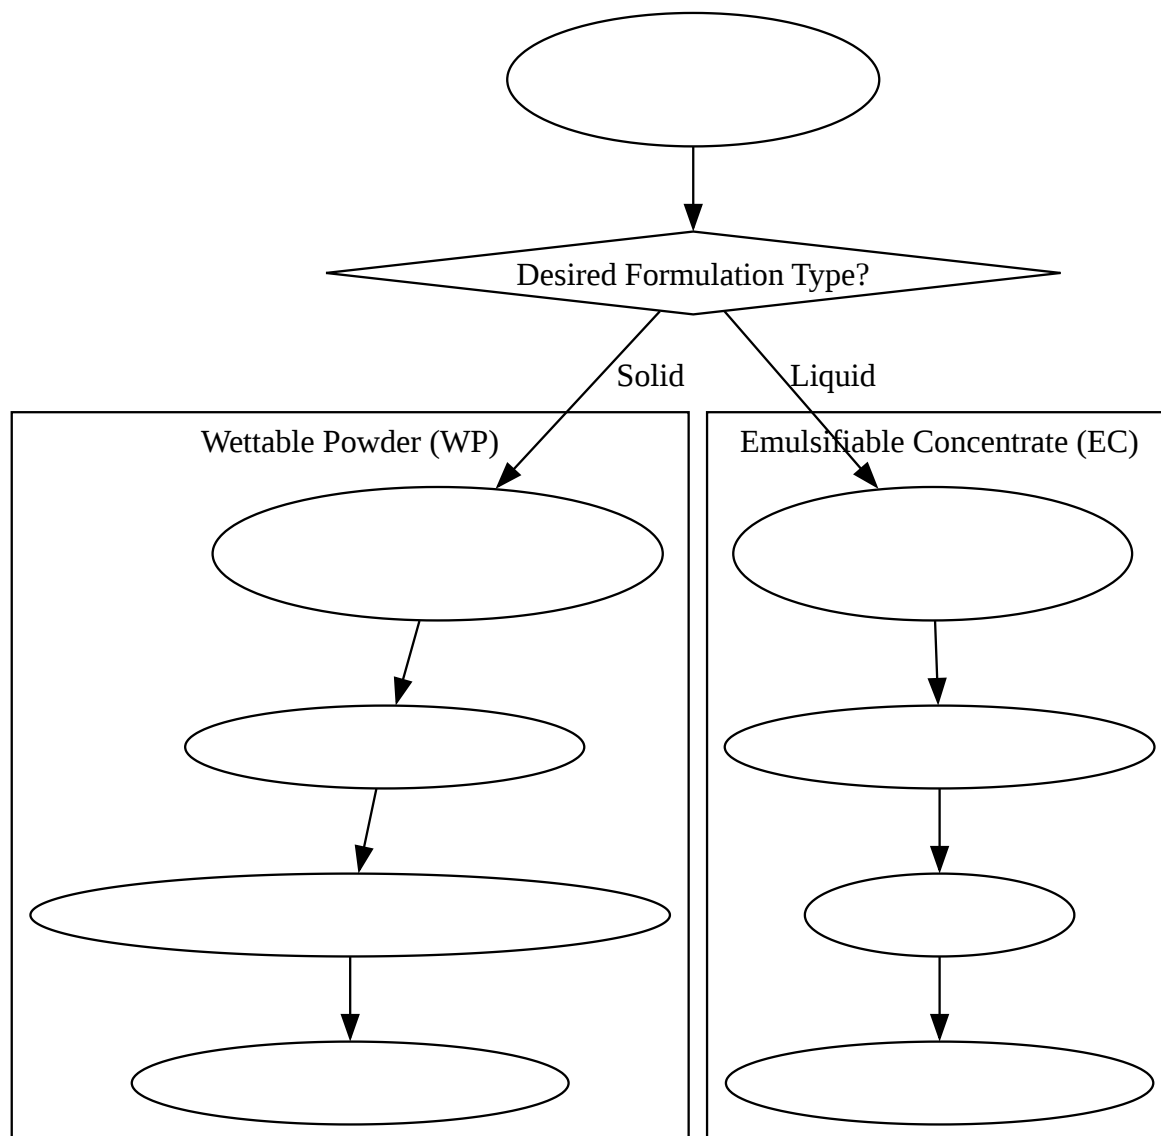 Desired Formulation Type?
Solid
Liquid
Wettable Powder (WP)
Emulsifiable Concentrate (EC)